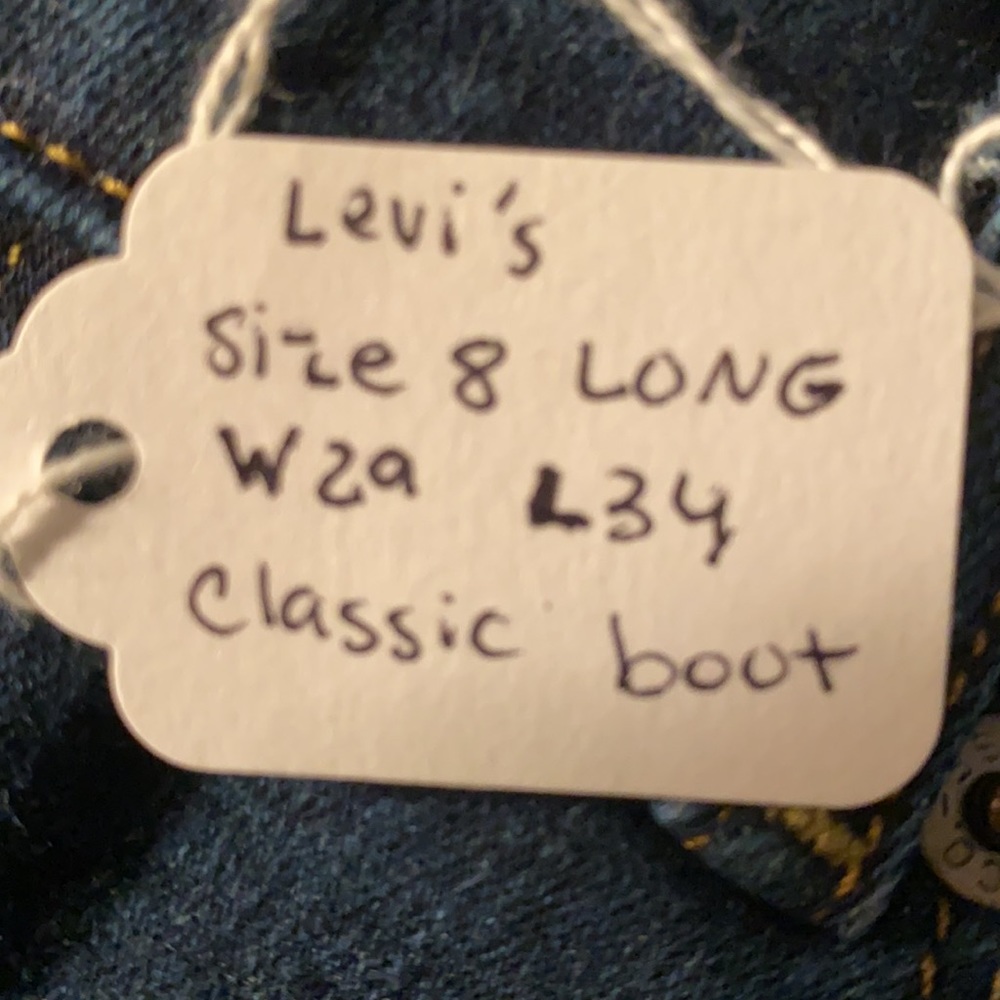 Levi's
Size 8 LONG
W29 L34
Classic boot